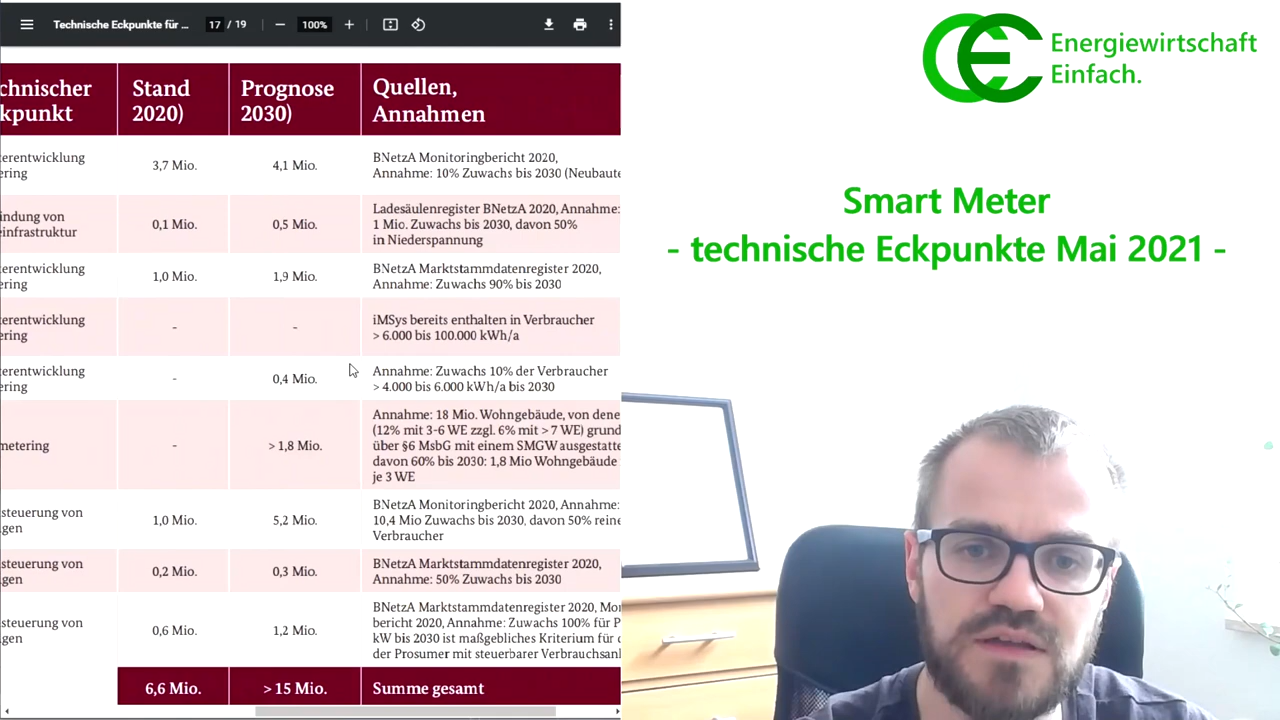 Technische Eckpunkte für ...
17 / 19
100%
chnischer
kpunkt
Stand
2020)
Prognose
2030)
Quellen,
Annahmen
terentwicklung
ering
3,7 Mio.
4,1 Mio.
BNetzA Monitoringbericht 2020,
Annahme: 10% Zuwachs bis 2030 (Neubaute
indung von
einfrastruktur
0,1 Mio.
0,5 Mio.
Ladesäulenregister BNetzA 2020, Annahme:
1 Mio. Zuwachs bis 2030, davon 50%
in Niederspannung
terentwicklung
ering
1,0 Mio.
1,9 Mio.
BNetzA Marktstammdatenregister 2020,
Annahme: Zuwachs 90% bis 2030
terentwicklung
ering
-
-
iMSys bereits enthalten in Verbraucher
> 6.000 bis 100.000 kWh/a
terentwicklung
ering
-
0,4 Mio.
Annahme: Zuwachs 10% der Verbraucher
> 4.000 bis 6.000 kWh/a bis 2030
metering
-
> 1,8 Mio.
Annahme: 18 Mio. Wohngebäude, von dene
(12% mit 3-6 WE zzgl. 6% mit > 7 WE) grund
über §6 MsbG mit einem SMGW ausgestatte
davon 60% bis 2030: 1,8 Mio Wohngebäude
je 3 WE
steuerung von
gen
1,0 Mio.
5,2 Mio.
BNetzA Monitoringbericht 2020, Annahme:
10,4 Mio Zuwachs bis 2030, davon 50% reine
Verbraucher
steuerung von
gen
0,2 Mio.
0,3 Mio.
BNetzA Marktstammdatenregister 2020,
Annahme: 50% Zuwachs bis 2030
steuerung von
gen
0,6 Mio.
1,2 Mio.
BNetzA Marktstammdatenregister 2020, Mo
bericht 2020, Annahme: Zuwachs 100% für P
kW bis 2030 ist maßgebliches Kriterium für d
der Prosumer mit steuerbarer Verbrauchsanl
6,6 Mio.
> 15 Mio.
Summe gesamt
Energiewirtschaft
Einfach.
Smart Meter
- technische Eckpunkte Mai 2021 -